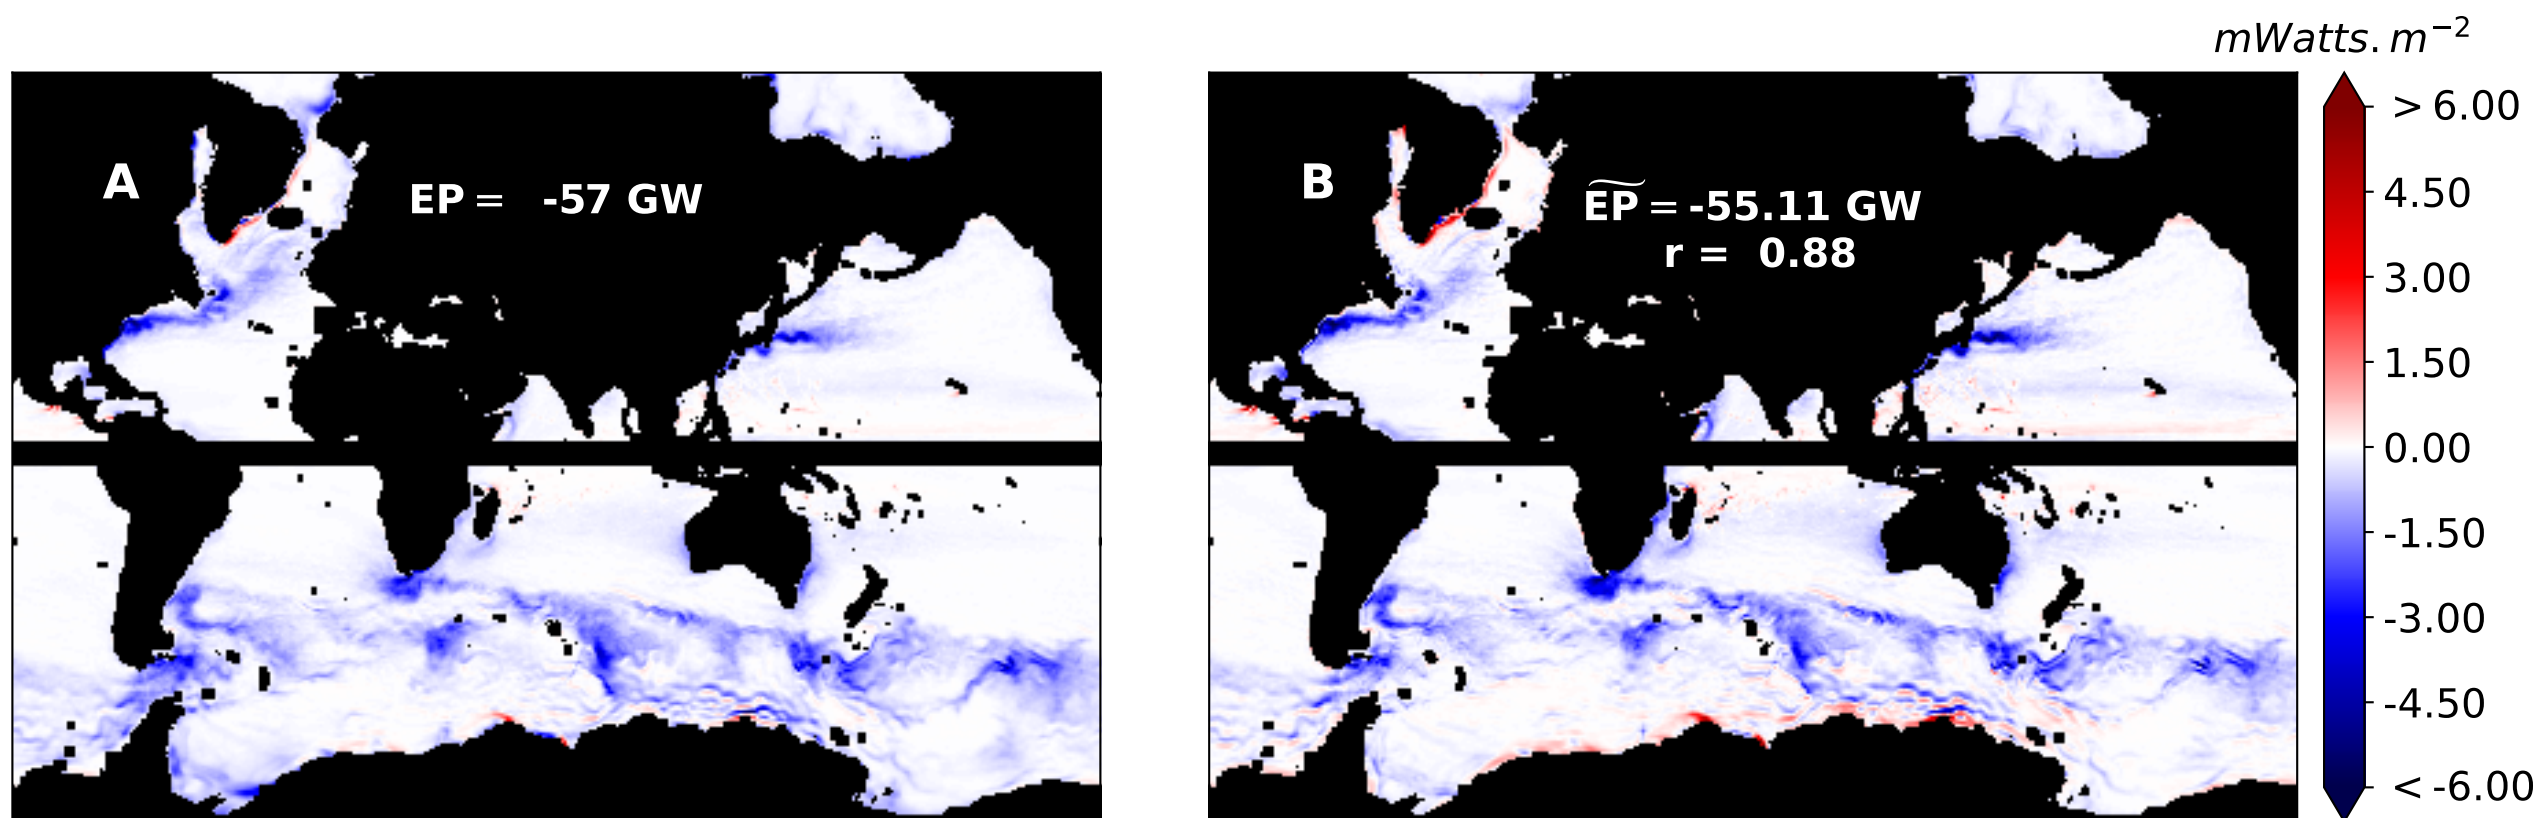 mWatts.m⁻²
A
EP = -57 GW
B
E͠P = -55.11 GW
r = 0.88
> 6.00
4.50
3.00
1.50
0.00
-1.50
-3.00
-4.50
< -6.00